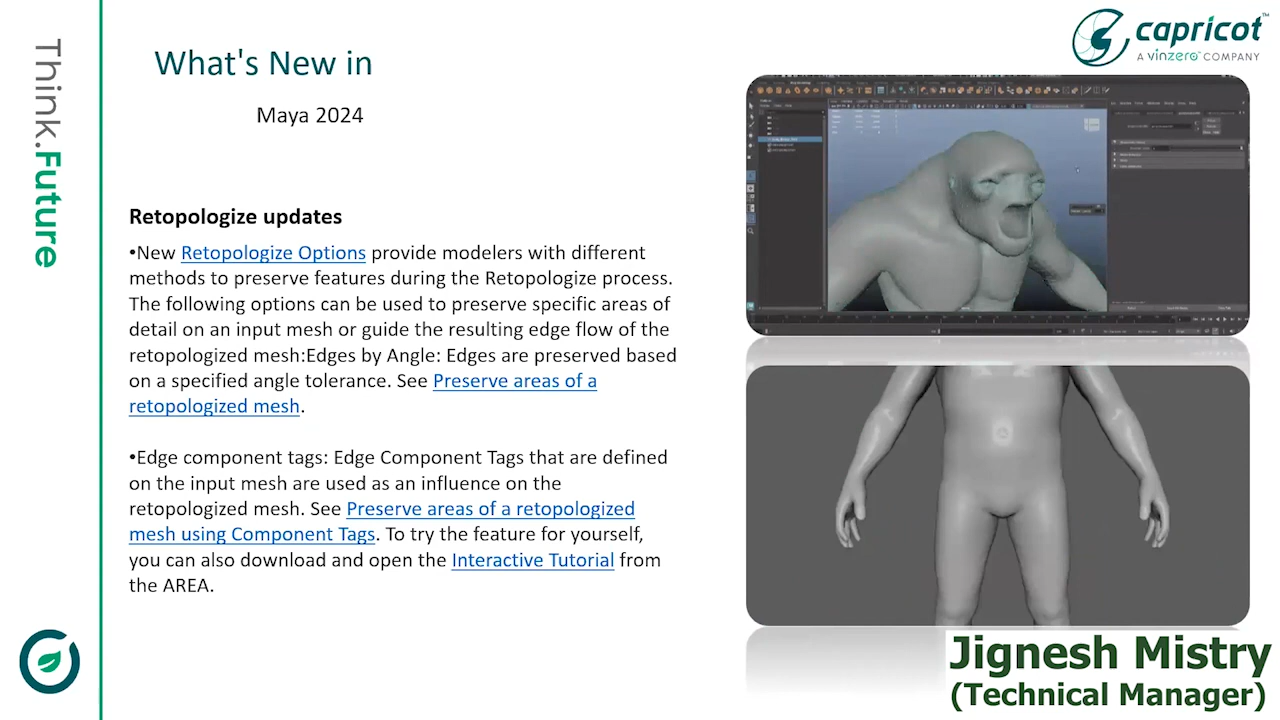 Think.Future
What's New in
Maya 2024
capricot™
A vinzero™ COMPANY
Retopologize updates
•New Retopologize Options provide modelers with different
methods to preserve features during the Retopologize process.
The following options can be used to preserve specific areas of
detail on an input mesh or guide the resulting edge flow of the
retopologized mesh:Edges by Angle: Edges are preserved based
on a specified angle tolerance. See Preserve areas of a
retopologized mesh.
•Edge component tags: Edge Component Tags that are defined
on the input mesh are used as an influence on the
retopologized mesh. See Preserve areas of a retopologized
mesh using Component Tags. To try the feature for yourself,
you can also download and open the Interactive Tutorial from
the AREA.
Jignesh Mistry
(Technical Manager)